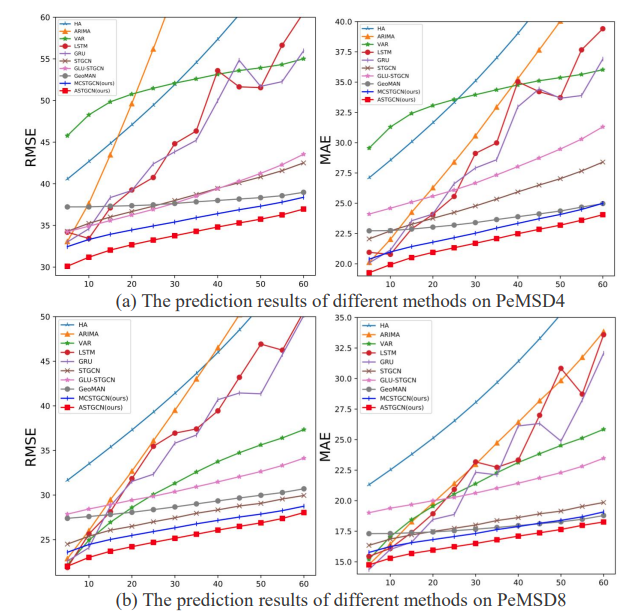 60
55
50
45
40
35
30
RMSE
HA
ARIMA
VAR
LSTM
GRU
STGCN
GLU-STGCN
GeoMAN
MCSTGCN(ours)
ASTGCN(ours)
10 20 30 40 50 60
40.0
37.5
35.0
32.5
30.0
27.5
25.0
22.5
20.0
MAE
HA
ARIMA
VAR
LSTM
GRU
STGCN
GLU-STGCN
GeoMAN
MCSTGCN(ours)
ASTGCN(ours)
10 20 30 40 50 60
(a) The prediction results of different methods on PeMSD4
50
45
40
35
30
25
RMSE
HA
ARIMA
VAR
LSTM
GRU
STGCN
GLU-STGCN
GeoMAN
MCSTGCN(ours)
ASTGCN(ours)
10 20 30 40 50 60
35.0
32.5
30.0
27.5
25.0
22.5
20.0
17.5
15.0
MAE
HA
ARIMA
VAR
LSTM
GRU
STGCN
GLU-STGCN
GeoMAN
MCSTGCN(ours)
ASTGCN(ours)
10 20 30 40 50 60
(b) The prediction results of different methods on PeMSD8